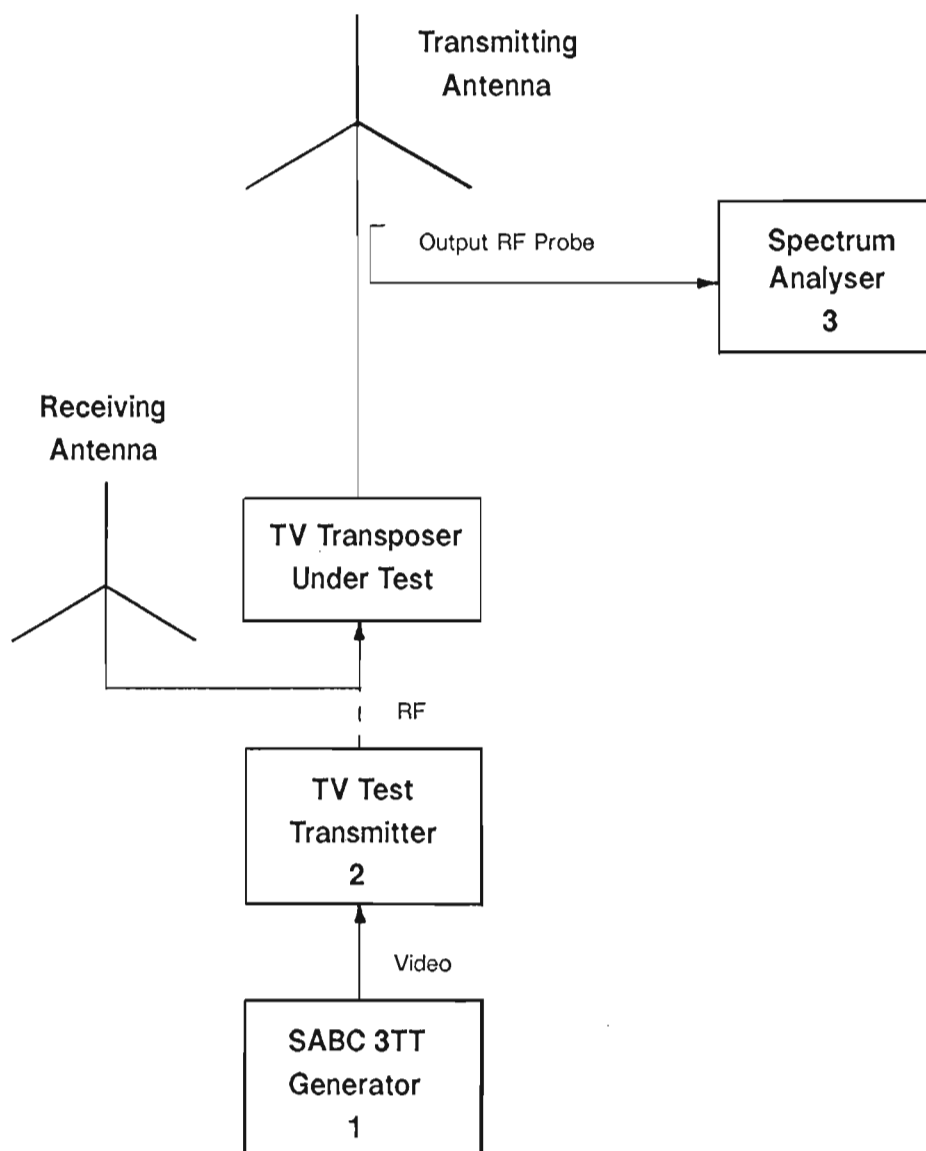 Transmitting
Antenna
Output RF Probe
Spectrum
Analyser
3
Receiving
Antenna
TV Transposer
Under Test
RF
TV Test
Transmitter
2
Video
SABC 3TT
Generator
1